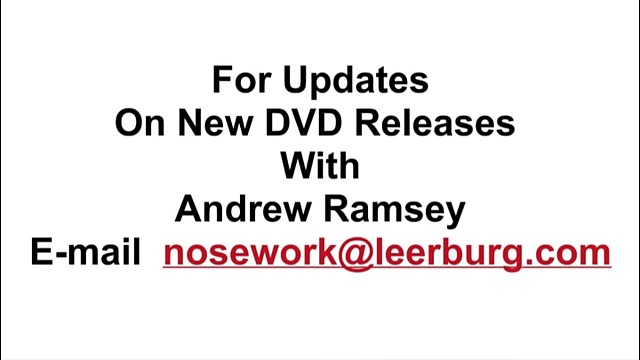 For Updates
On New DVD Releases
With
Andrew Ramsey
E-mail nosework@leerburg.com